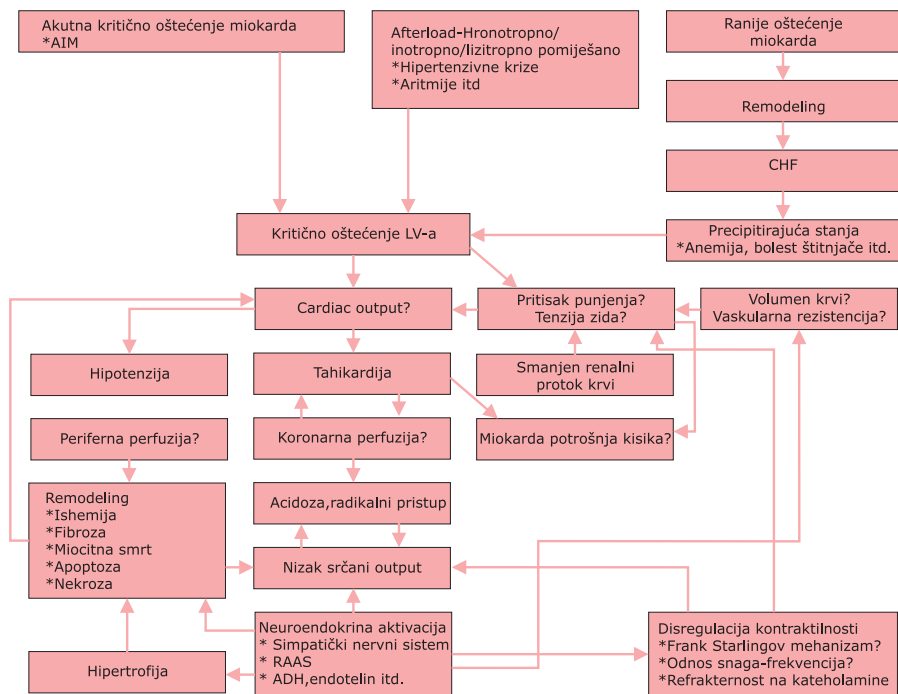 Akutna kritično oštećenje miokarda
*AIM
Afterload-Hronotropno/
inotropno/lizitropno pomiješano
*Hipertenzivne krize
*Aritmije itd
Ranije oštećenje
miokarda
Remodeling
CHF
Precipitirajuća stanja
*Anemija, bolest štitnjače itd.
Kritično oštećenje LV-a
Cardiac output?
Pritisak punjenja?
Tenzija zida?
Volumen krvi?
Vaskularna rezistencija?
Hipotenzija
Tahikardija
Smanjen renalni
protok krvi
Periferna perfuzija?
Koronarna perfuzija?
Miokarda potrošnja kisika?
Remodeling
*Ishemija
*Fibroza
*Miocitna smrt
*Apoptoza
*Nekroza
Acidoza,radikalni pristup
Nizak srčani output
Hipertrofija
Neuroendokrina aktivacija
* Simpatički nervni sistem
* RAAS
* ADH,endotelin itd.
Disregulacija kontraktilnosti
*Frank Starlingov mehanizam?
*Odnos snaga-frekvencija?
*Refrakternost na kateholamine